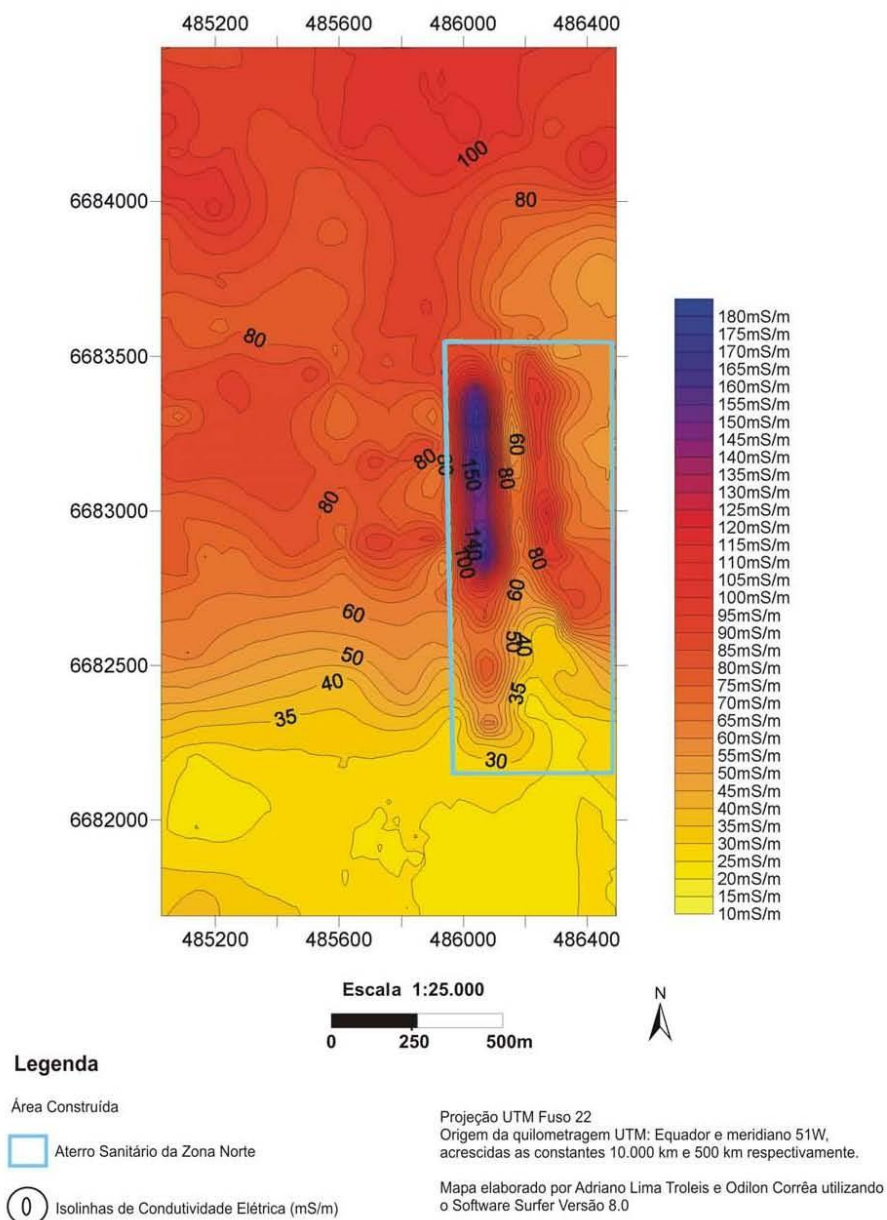 485200 485600 486000 486400
100
6684000
80
80
6683500
180mS/m
175mS/m
170mS/m
165mS/m
160mS/m
155mS/m
150mS/m
145mS/m
140mS/m
135mS/m
130mS/m
125mS/m
120mS/m
115mS/m
110mS/m
105mS/m
100mS/m
95mS/m
90mS/m
85mS/m
80mS/m
75mS/m
70mS/m
65mS/m
60mS/m
55mS/m
50mS/m
45mS/m
40mS/m
35mS/m
30mS/m
25mS/m
20mS/m
15mS/m
10mS/m
60
80
150
80
80
6683000
140
100
80
60
60
50
40
50
6682500
40
35
35
30
6682000
485200 485600 486000 486400
Escala 1:25.000
0 250 500m
N
Legenda
Área Construída
Aterro Sanitário da Zona Norte
0 Isolinhas de Condutividade Elétrica (mS/m)
Projeção UTM Fuso 22
Origem da quilometragem UTM: Equador e meridiano 51W,
acrescidas as constantes 10.000 km e 500 km respectivamente.
Mapa elaborado por Adriano Lima Troleis e Odilon Corrêa utilizando
o Software Surfer Versão 8.0